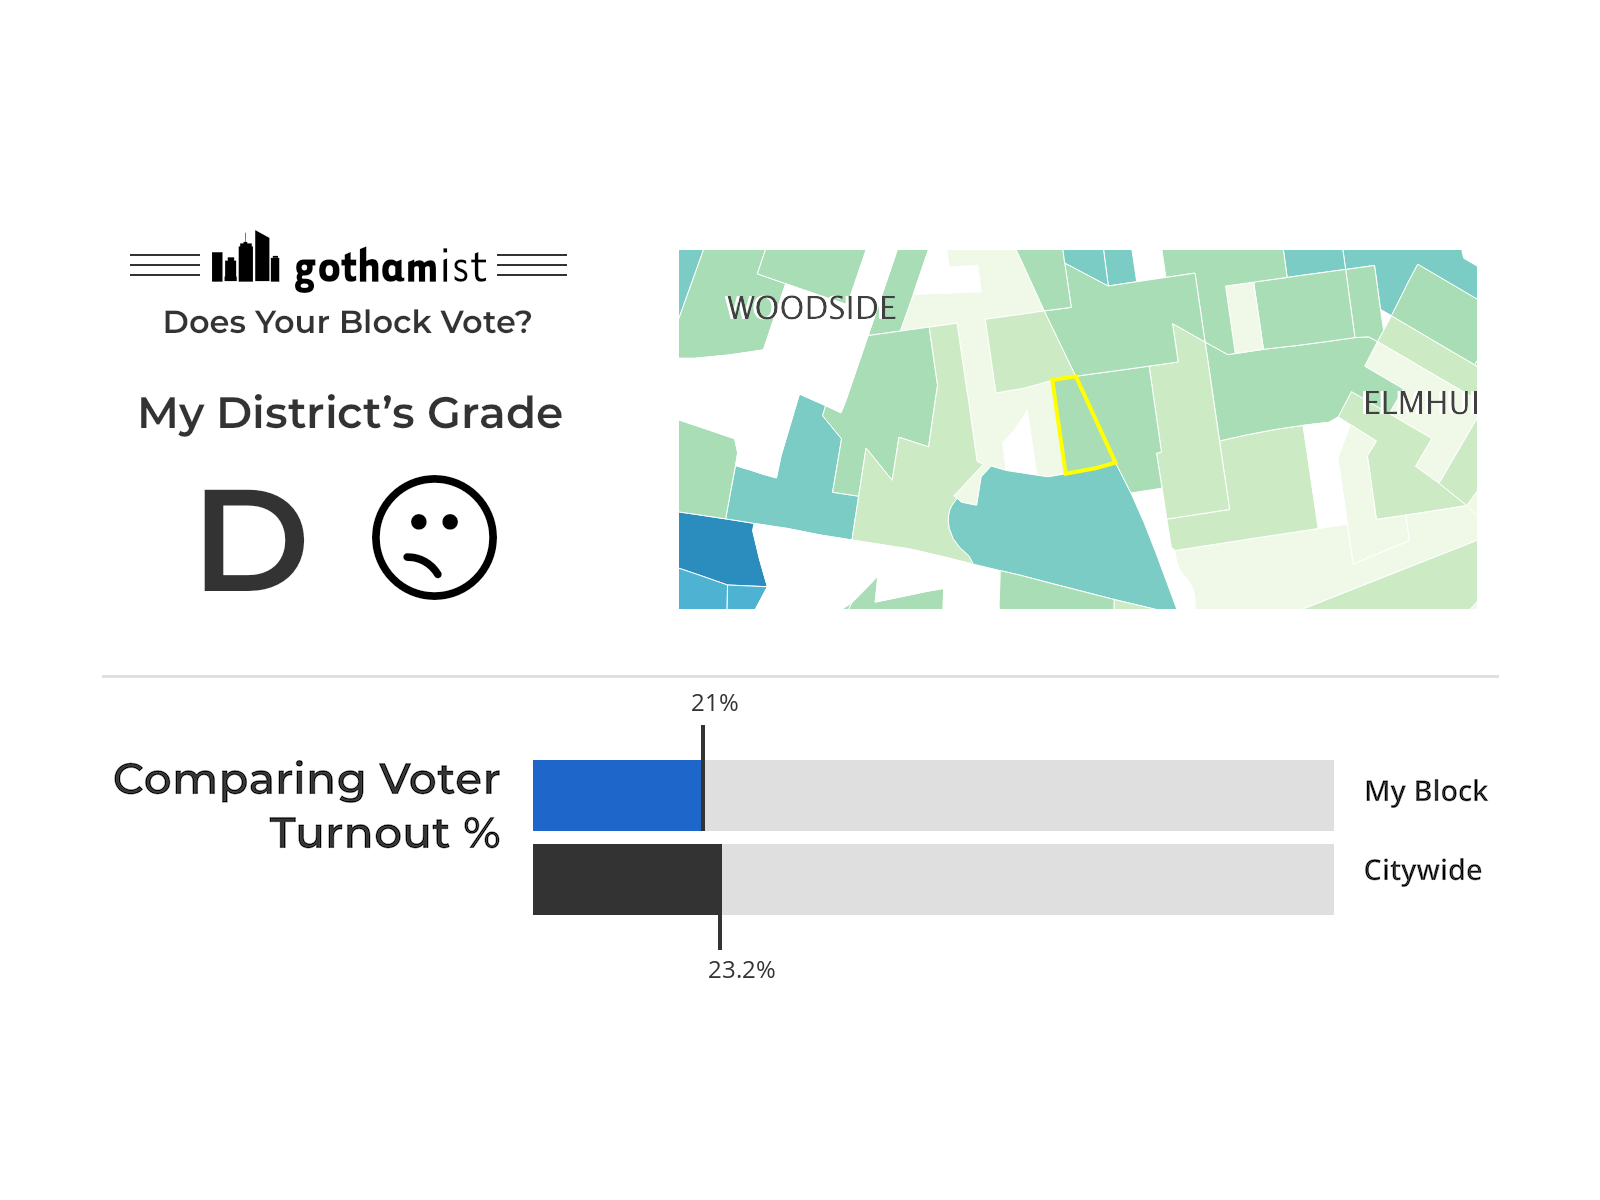 gothamist
Does Your Block Vote?
My District's Grade
D
WOODSIDE
ELMHUI
21%
Comparing Voter
Turnout %
My Block
Citywide
23.2%